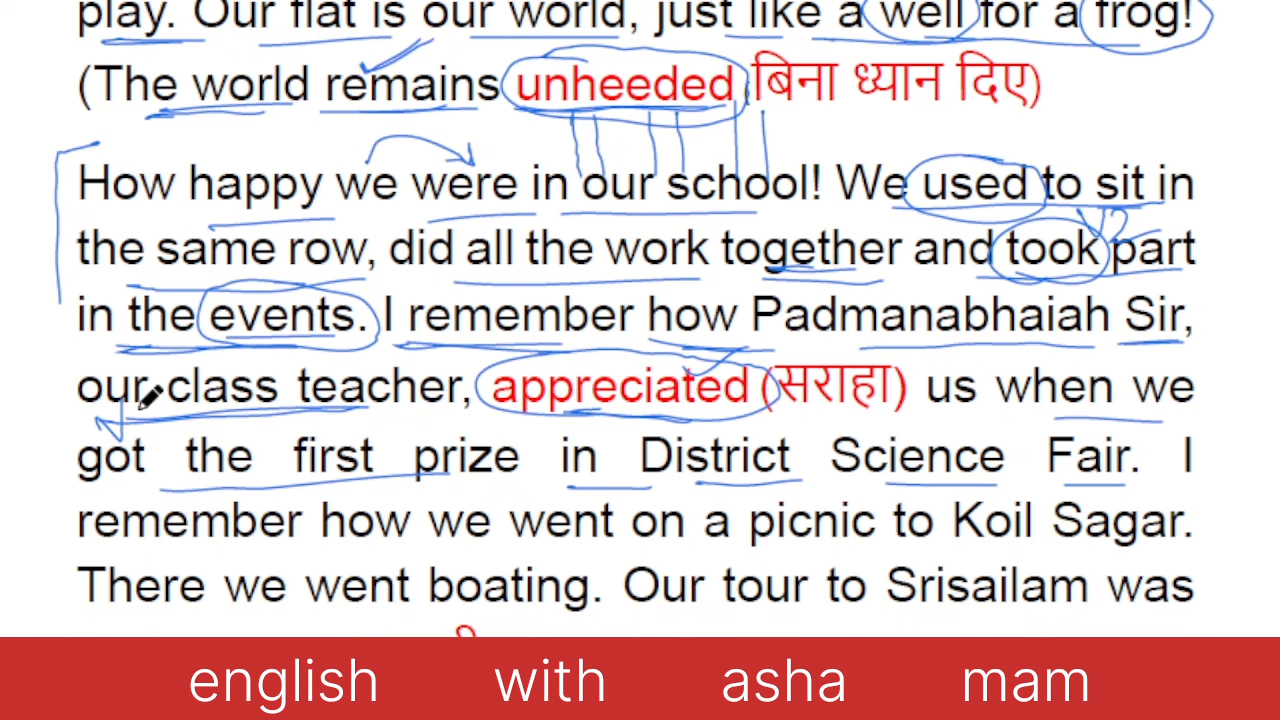 play. Our flat is our world, just like a well for a frog!
(The world remains unheeded बिना ध्यान दिए)
How happy we were in our school! We used to sit in
the same row, did all the work together and took part
V2
in the events. I remember how Padmanabhaiah Sir,
our class teacher, appreciated (सराहा) us when we
got the first prize in District Science Fair. I
remember how we went on a picnic to Koil Sagar.
There we went boating. Our tour to Srisailam was
english with asha mam